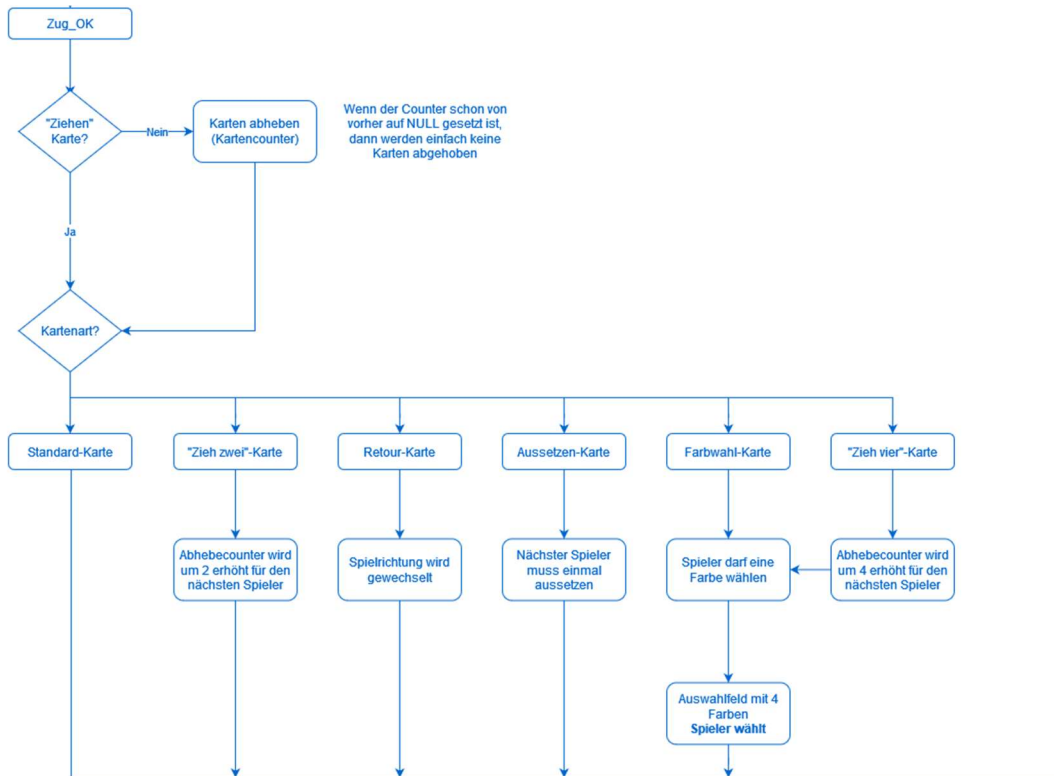 Zug_OK
"Ziehen"
Karte?
Nein
Karten abheben
(Kartencounter)
Wenn der Counter schon von
vorher auf NULL gesetzt ist,
dann werden einfach keine
Karten abgehoben
Ja
Kartenart?
Standard-Karte
"Zieh zwei"-Karte
Retour-Karte
Aussetzen-Karte
Farbwahl-Karte
"Zieh vier"-Karte
Abhebecounter wird
um 2 erhöht für den
nächsten Spieler
Spielrichtung wird
gewechselt
Nächster Spieler
muss einmal
aussetzen
Spieler darf eine
Farbe wählen
Abhebecounter wird
um 4 erhöht für den
nächsten Spieler
Auswahlfeld mit 4
Farben
Spieler wählt